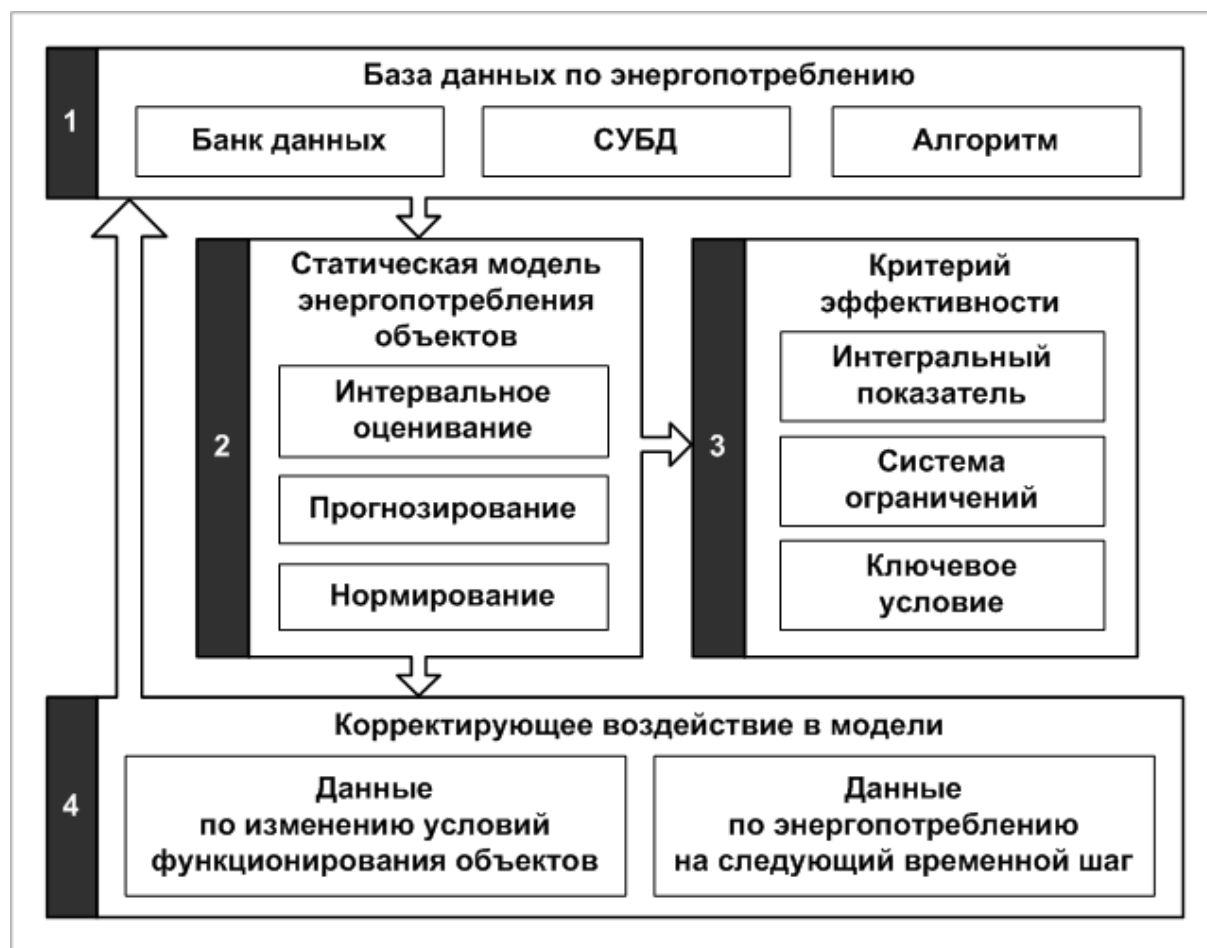 1
База данных по энергопотреблению
Банк данных
СУБД
Алгоритм
2
Статическая модель
энергопотребления
объектов
Интервальное
оценивание
Прогнозирование
Нормирование
3
Критерий
эффективности
Интегральный
показатель
Система
ограничений
Ключевое
условие
4
Корректирующее воздействие в модели
Данные
по изменению условий
функционирования объектов
Данные
по энергопотреблению
на следующий временной шаг